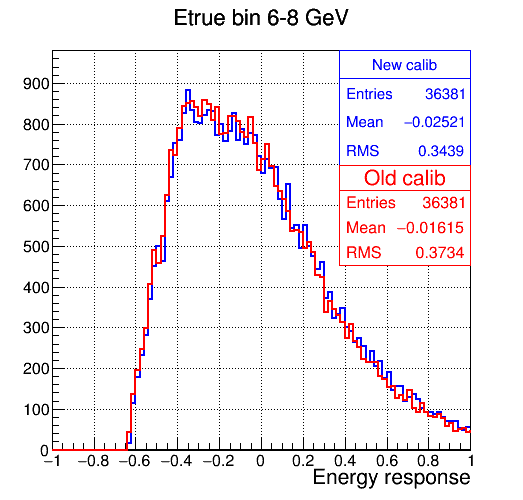 Etrue bin 6-8 GeV
New calib
Entries 36381
Mean −0.02521
RMS 0.3439
Old calib
Entries 36381
Mean −0.01615
RMS 0.3734
900
800
700
600
500
400
300
200
100
0
−1 −0.8 −0.6 −0.4 −0.2 0 0.2 0.4 0.6 0.8 1
Energy response